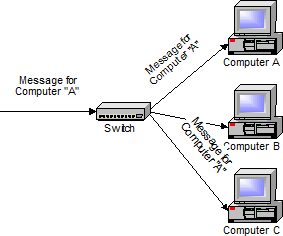 Message for
Computer "A"
Switch
Message for
Computer "A"
Message for
Computer "A"
Computer A
Computer B
Computer C